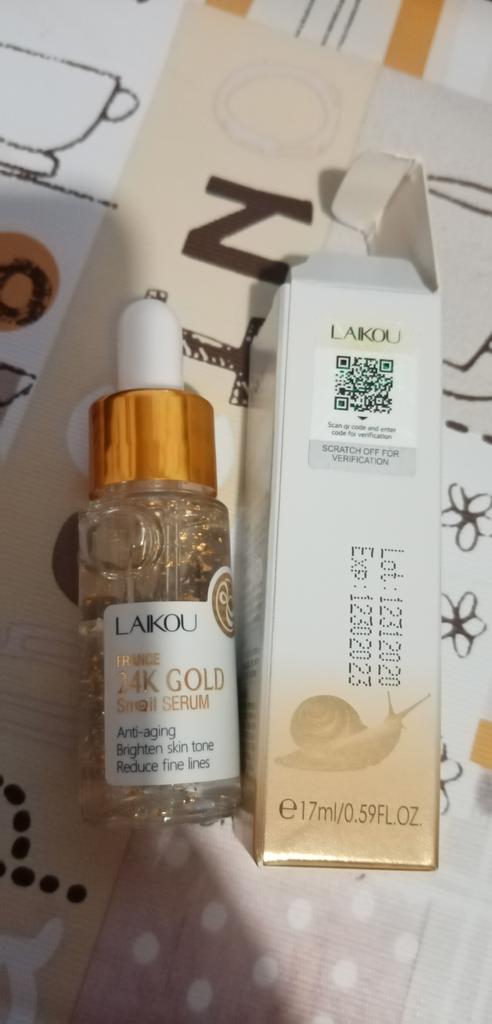 N
LAIKOU
Scan qr code and enter
code for verification
SCRATCH OFF FOR
VERIFICATION
Lot: 12312020
Exp: 12302023
LAIKOU
FRANCE
24K GOLD
Snail SERUM
Anti-aging
Brighten skin tone
Reduce fine lines
e17ml/0.59FL.OZ.